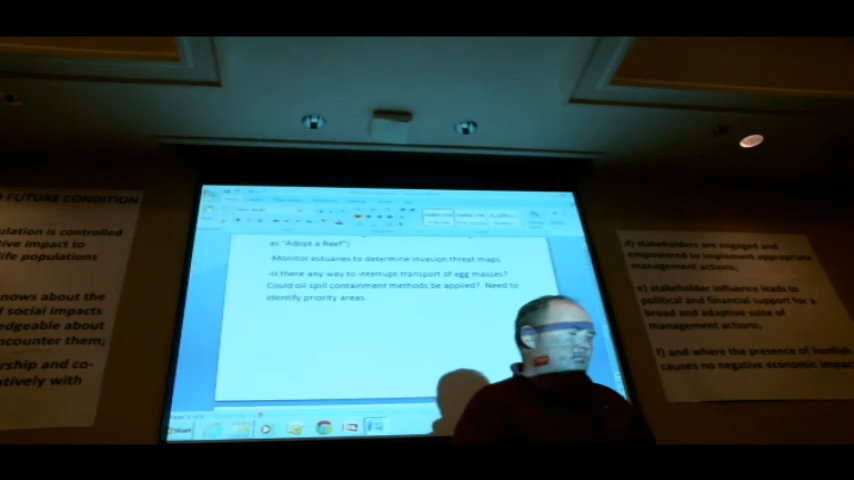 FUTURE CONDITION
ulation is controlled
tive impact to
life populations
nows about the
social impacts
edgeable about
ncounter them;
rship and co-
atively with
as "Adopt a Reef")
-Monitor estuaries to determine invasion threat maps
-Is there any way to interrupt transport of egg masses?
Could oil spill containment methods be applied? Need to
identify priority areas
Start
d) stakeholders are engaged and
empowered to implement appropriate
management actions;
e) stakeholder influence leads to
political and financial support for a
broad and adaptive suite of
management actions;
f) and where the presence of lionfish
causes no negative economic impact